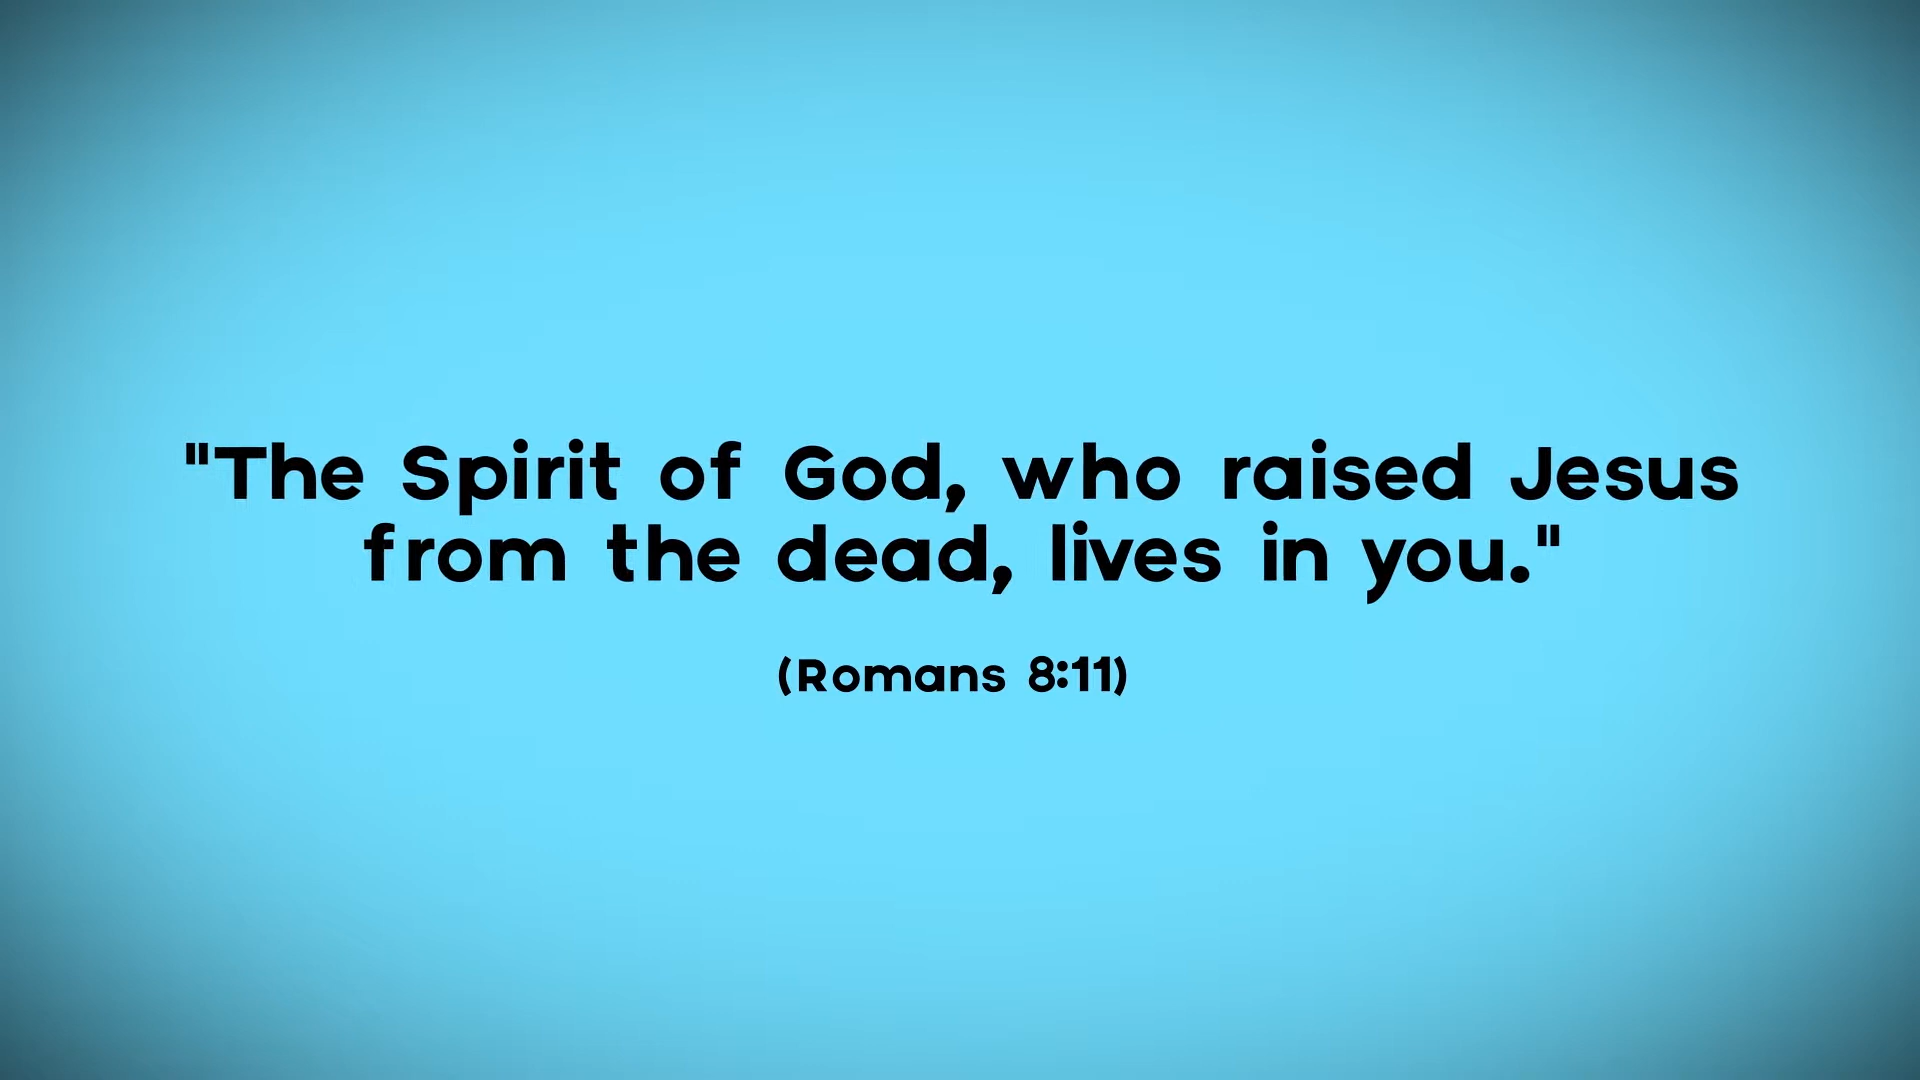 "The Spirit of God, who raised Jesus
from the dead, lives in you."
(Romans 8:11)